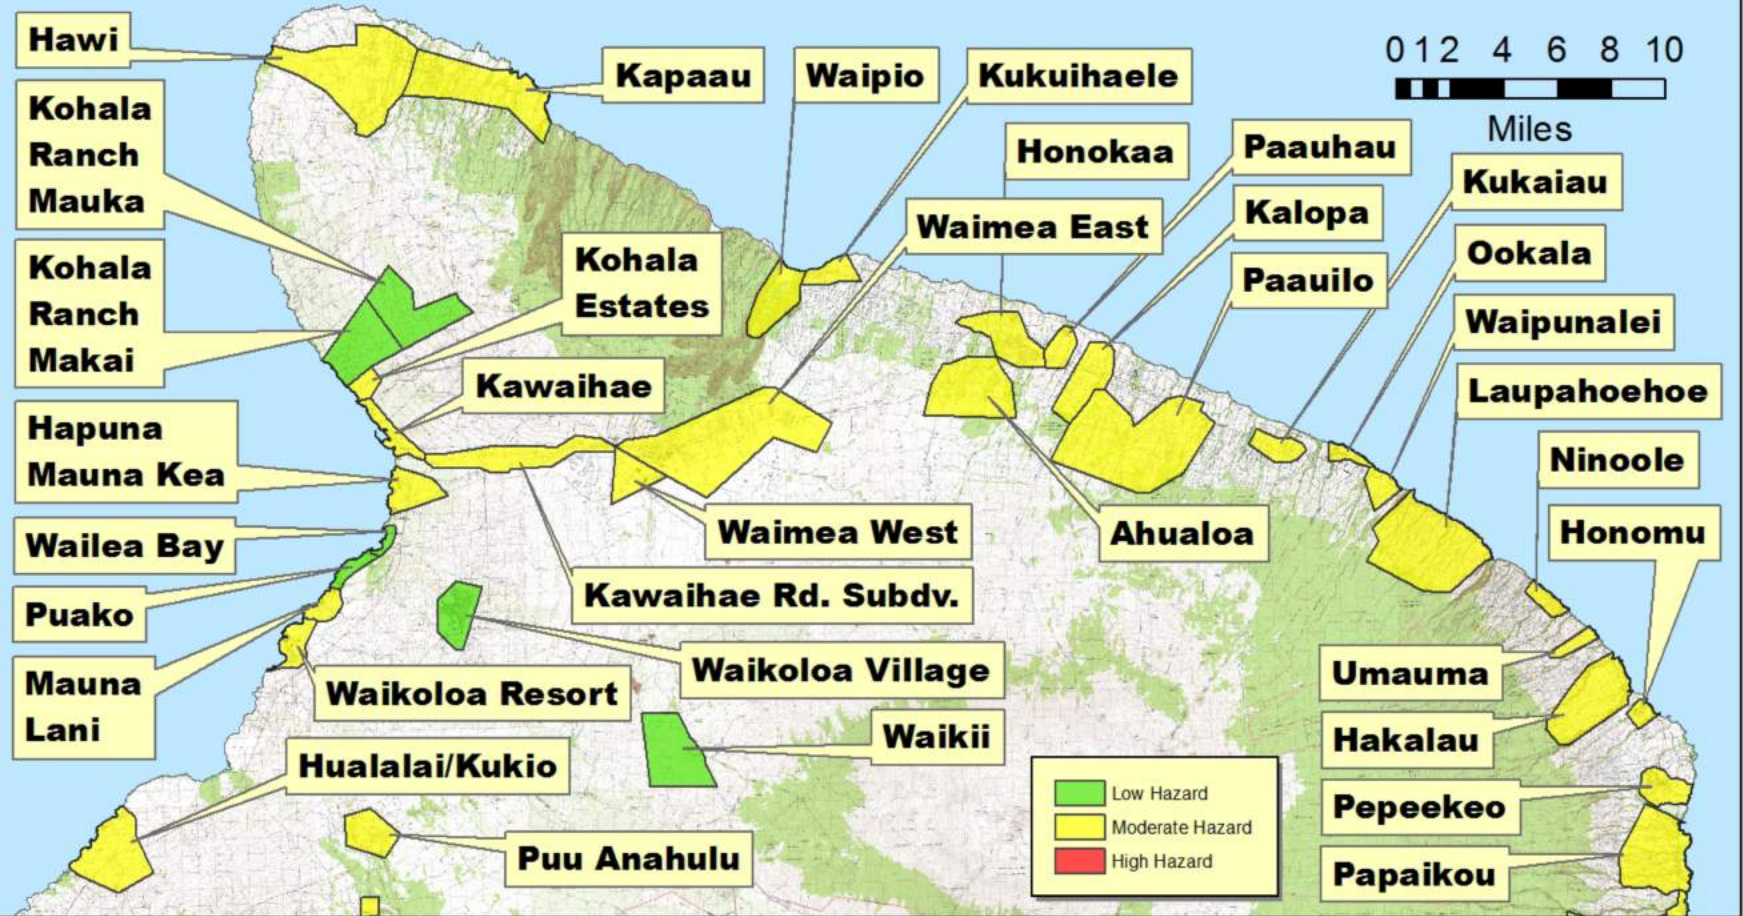 Hawi
Kapaau
Waipio
Kukuihaele
0 1 2 4 6 8 10
Miles
Kohala
Ranch
Mauka
Honokaa
Paauhau
Kukaiau
Waimea East
Kalopa
Kohala
Ranch
Makai
Kohala
Estates
Ookala
Paauilo
Waipunalei
Kawaihae
Laupahoehoe
Hapuna
Mauna Kea
Ninoole
Wailea Bay
Waimea West
Ahualoa
Honomu
Puako
Kawaihae Rd. Subdv.
Mauna
Lani
Waikoloa Resort
Waikoloa Village
Umauma
Waikii
Hakalau
Hualalai/Kukio
Low Hazard
Moderate Hazard
High Hazard
Pepeekeo
Puu Anahulu
Papaikou